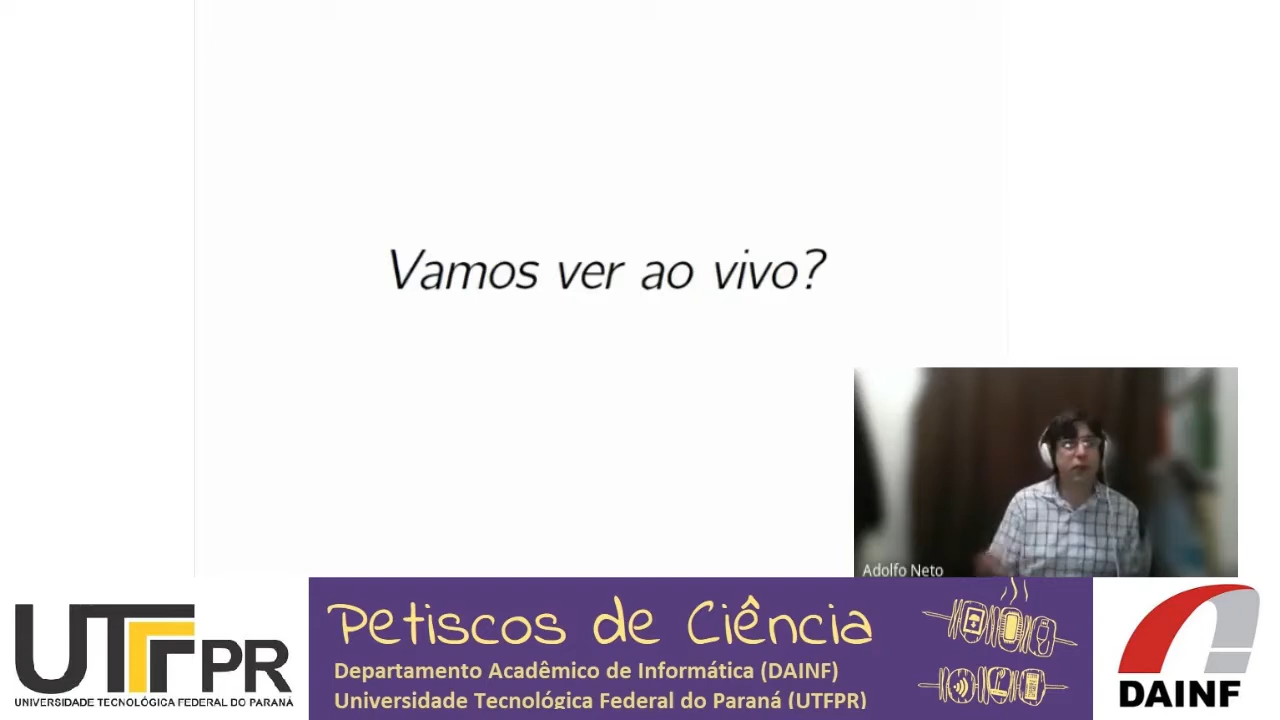 Vamos ver ao vivo?
Adolfo Neto
UTFPR
UNIVERSIDADE TECNOLÓGICA FEDERAL DO PARANÁ
Petiscos de Ciência
Departamento Acadêmico de Informática (DAINF)
Universidade Tecnológica Federal do Paraná (UTFPR)
DAINF